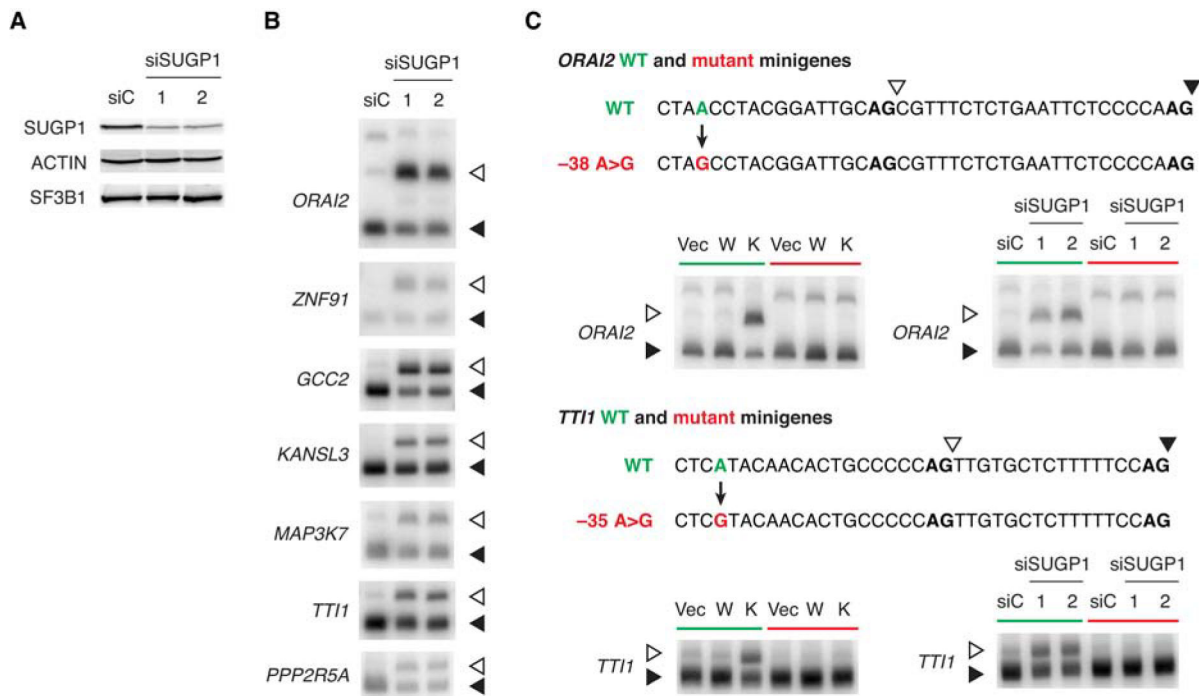 A
siSUGP1
siC 1 2
SUGP1
ACTIN
SF3B1
B
siSUGP1
siC 1 2
ORAI2
ZNF91
GCC2
KANSL3
MAP3K7
TTI1
PPP2R5A
C
ORAI2 WT and mutant minigenes
WT CTAACCTACGGATTGCAGCGTTTCTCTGAATTCTCCCCAAG
–38 A>G CTAGCCTACGGATTGCAGCGTTTCTCTGAATTCTCCCCAAG
siSUGP1 siSUGP1
Vec W K Vec W K siC 1 2 siC 1 2
ORAI2 ORAI2
TTI1 WT and mutant minigenes
WT CTCATACAACACTGCCCCCAGTTGTGCTCTTTTTCCAG
–35 A>G CTCGTACAACACTGCCCCCAGTTGTGCTCTTTTTCCAG
siSUGP1 siSUGP1
Vec W K Vec W K siC 1 2 siC 1 2
TTI1 TTI1